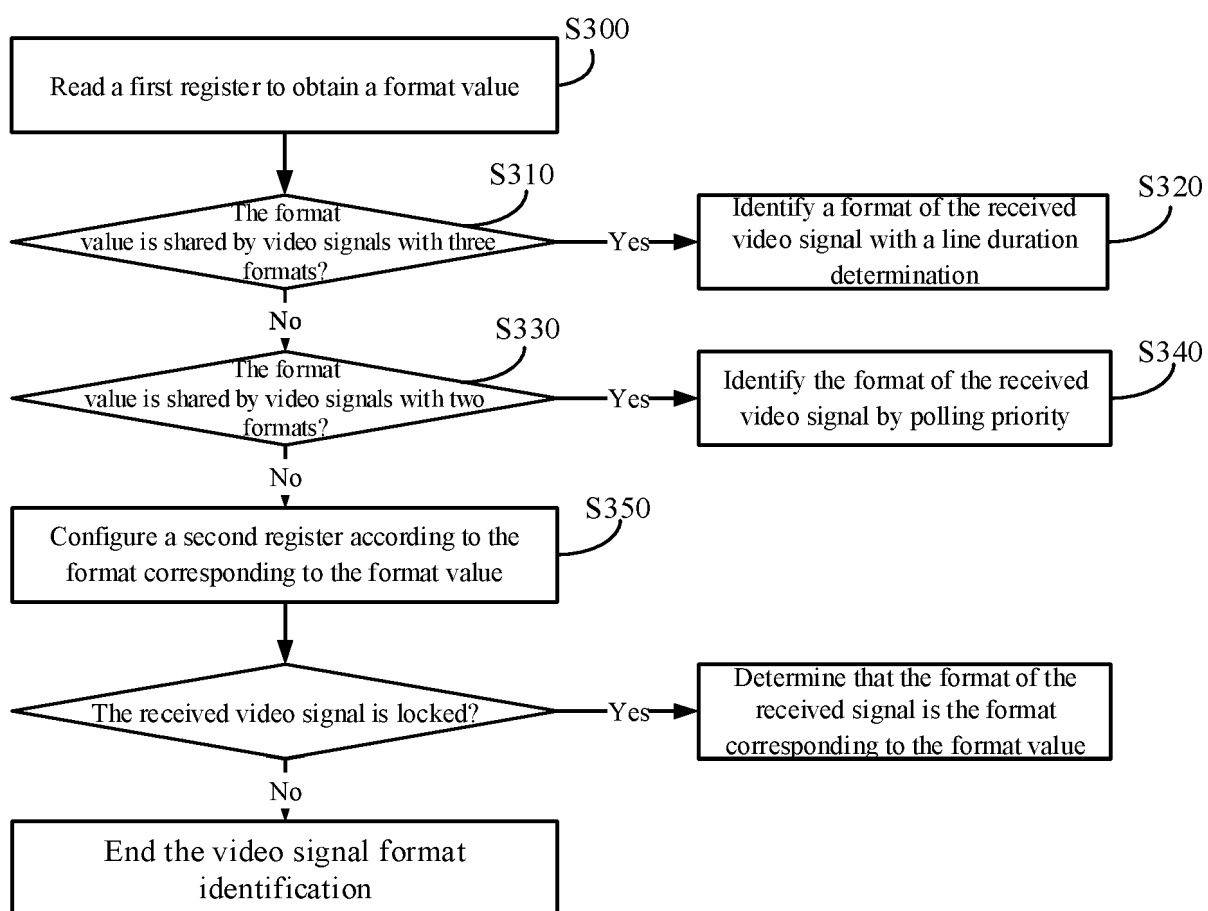 S300
Read a first register to obtain a format value
S310
The format
value is shared by video signals with three
formats?
Yes
S320
Identify a format of the received
video signal with a line duration
determination
No
S330
The format
value is shared by video signals with two
formats?
Yes
S340
Identify the format of the received
video signal by polling priority
No
S350
Configure a second register according to the
format corresponding to the format value
The received video signal is locked?
Yes
Determine that the format of the
received signal is the format
corresponding to the format value
No
End the video signal format
identification